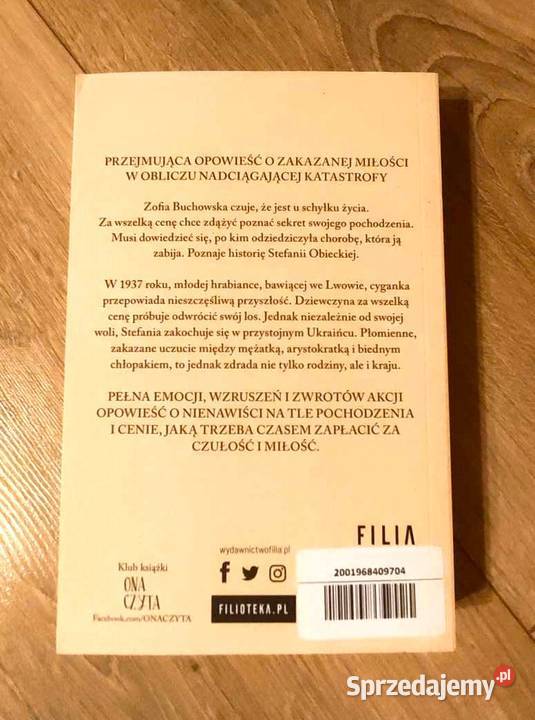 PRZEJMUJĄCA OPOWIEŚĆ O ZAKAZANEJ MIŁOŚCI
W OBLICZU NADCIĄGAJĄCEJ KATASTROFY
Zofia Buchowska czuje, że jest u schyłku życia.
Za wszelką cenę chce zdążyć poznać sekret swojego pochodzenia.
Musi dowiedzieć się, po kim odziedziczyła chorobę, która ją
zabija. Poznaje historię Stefanii Obieckiej.
W 1937 roku, młodej hrabiance, bawiącej we Lwowie, cyganka
przepowiada nieszczęśliwą przyszłość. Dziewczyna za wszelką
cenę próbuje odwrócić swój los. Jednak niezależnie od swojej
woli, Stefania zakochuje się w przystojnym Ukraińcu. Płomienne,
zakazane uczucie między mężatką, arystokratką i biednym
chłopakiem, to jednak zdrada nie tylko rodziny, ale i kraju.
PEŁNA EMOCJI, WZRUSZEŃ I ZWROTÓW AKCJI
OPOWIEŚĆ O NIENAWIŚCI NA TLE POCHODZENIA
I CENIE, JAKĄ TRZEBA CZASEM ZAPŁACIĆ ZA
CZUŁOŚĆ I MIŁOŚĆ.
FILIA
wydawnictwofilia.pl
Klub książki
ONA
CZYTA
Facebook.com/ONACZYTA
FILIOTEKA.PL
2001968409704
Sprzedajemy.pl